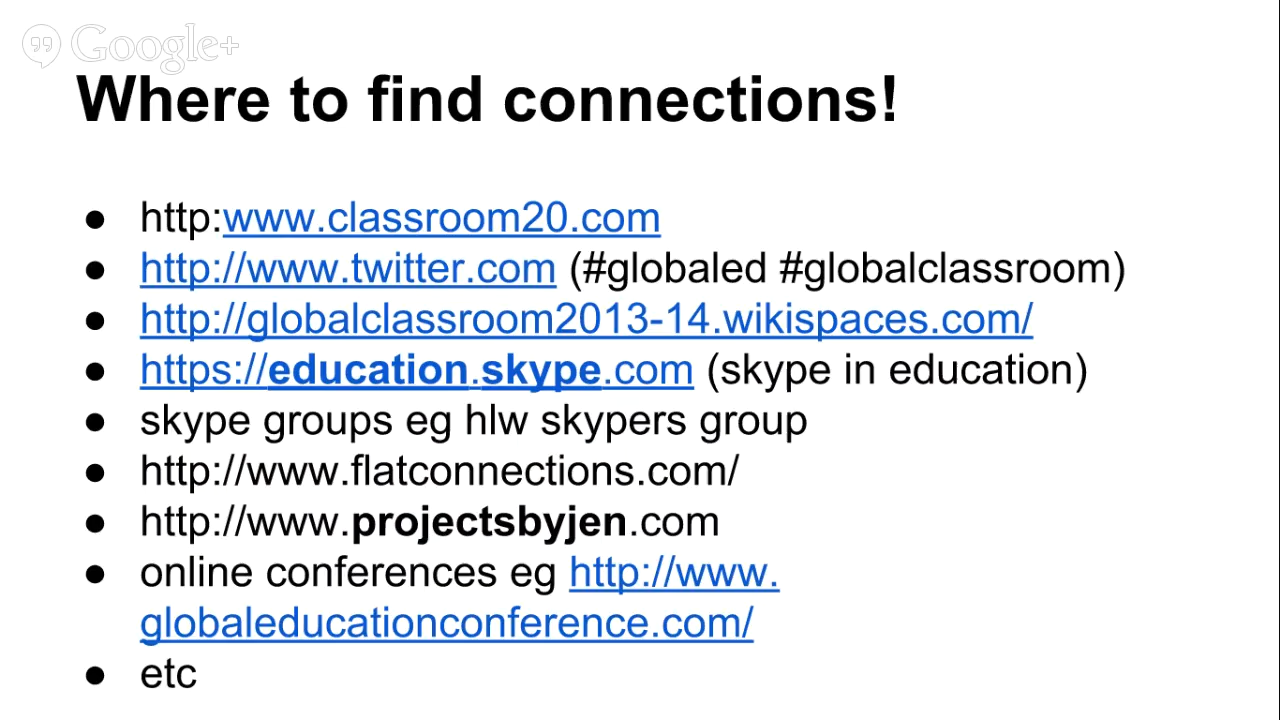 Google+
Where to find connections!
● http:www.classroom20.com
● http://www.twitter.com (#globaled #globalclassroom)
● http://globalclassroom2013-14.wikispaces.com/
● https://education.skype.com (skype in education)
● skype groups eg hlw skypers group
● http://www.flatconnections.com/
● http://www.projectsbyjen.com
● online conferences eg http://www.
globaleducationconference.com/
● etc